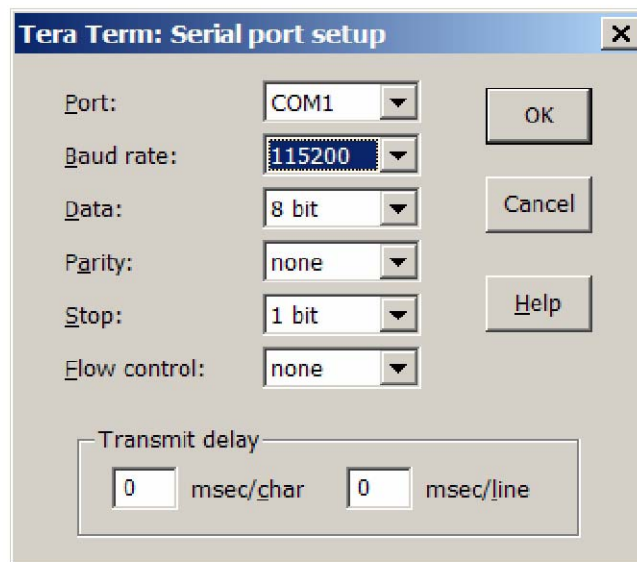 Tera Term: Serial port setup
Port: COM1 OK
Baud rate: 115200
Data: 8 bit Cancel
Parity: none
Stop: 1 bit Help
Flow control: none
Transmit delay
0 msec/char 0 msec/line